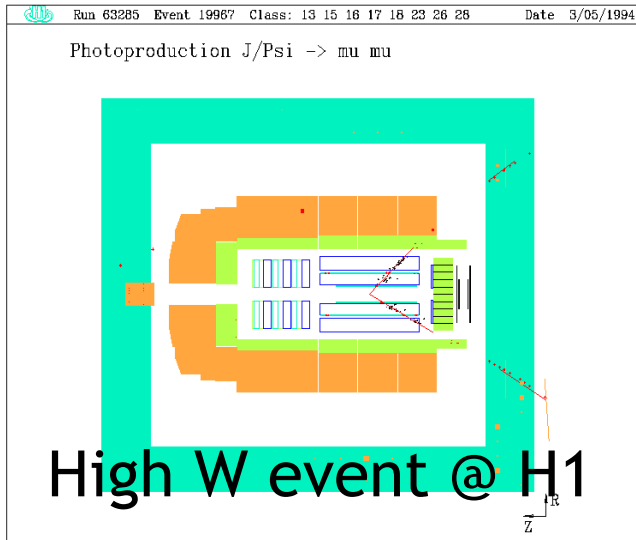 Run 63285 Event 19967 Class: 13 15 16 17 18 23 26 28 Date 3/05/1994
Photoproduction J/Psi -> mu mu
High W event @ H1
R
Z